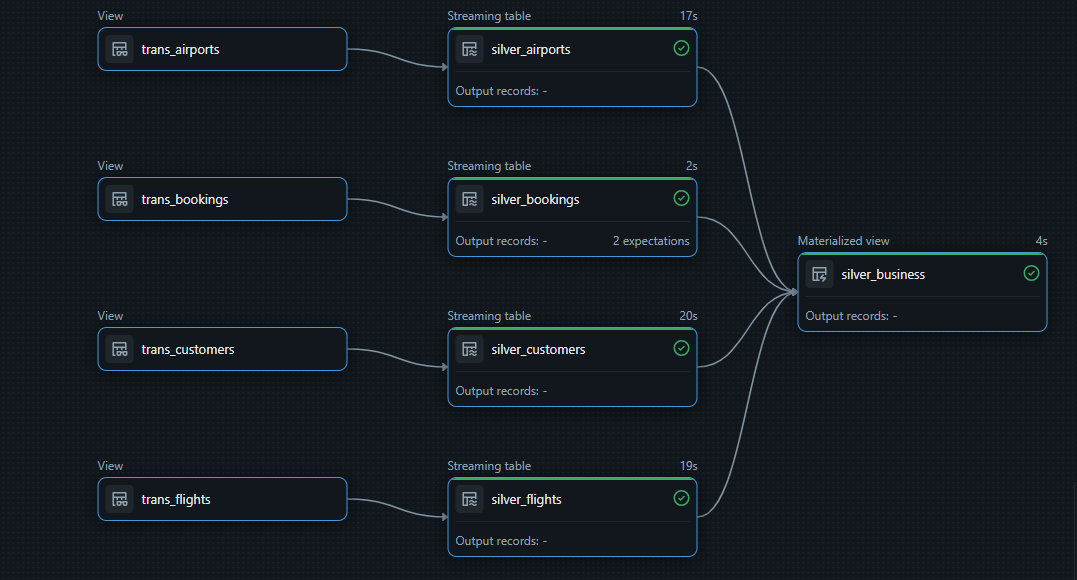 View
Streaming table 17s
trans_airports
silver_airports
Output records: -
View
Streaming table 2s
trans_bookings
silver_bookings
Output records: - 2 expectations
Materialized view 4s
silver_business
Output records: -
View
Streaming table 20s
trans_customers
silver_customers
Output records: -
View
Streaming table 19s
trans_flights
silver_flights
Output records: -